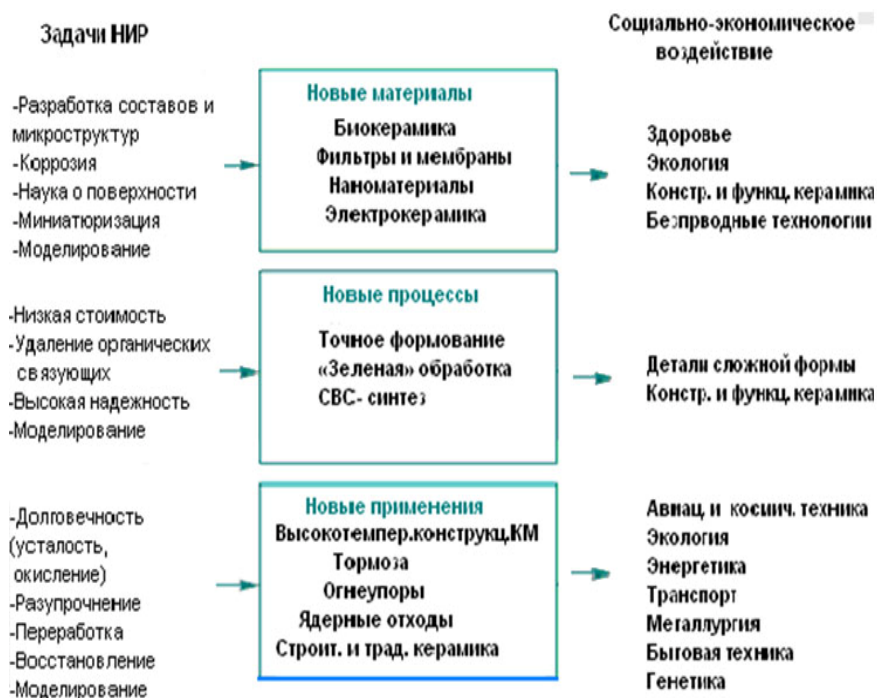 Задачи НИР
Социально-экономическое
воздействие
-Разработка составов и
микроструктур
-Коррозия
-Наука о поверхности
-Миниатюризация
-Моделирование
Новые материалы
Биокерамика
Фильтры и мембраны
Наноматериалы
Электрокерамика
Здоровье
Экология
Констр. и функц. керамика
Безпрводные технологии
-Низкая стоимость
-Удаление органических
связующих
-Высокая надежность
-Моделирование
Новые процессы
Точное формование
«Зеленая» обработка
СВС- синтез
Детали сложной формы
Констр. и функц. керамика
-Долговечность
(усталость,
окисление)
-Разупрочнение
-Переработка
-Восстановление
-Моделирование
Новые применения
Высокотемпер.конструкц.КМ
Тормоза
Огнеупоры
Ядерные отходы
Строит. и трад. керамика
Авиац. и космич. техника
Экология
Энергетика
Транспорт
Металлургия
Бытовая техника
Генетика